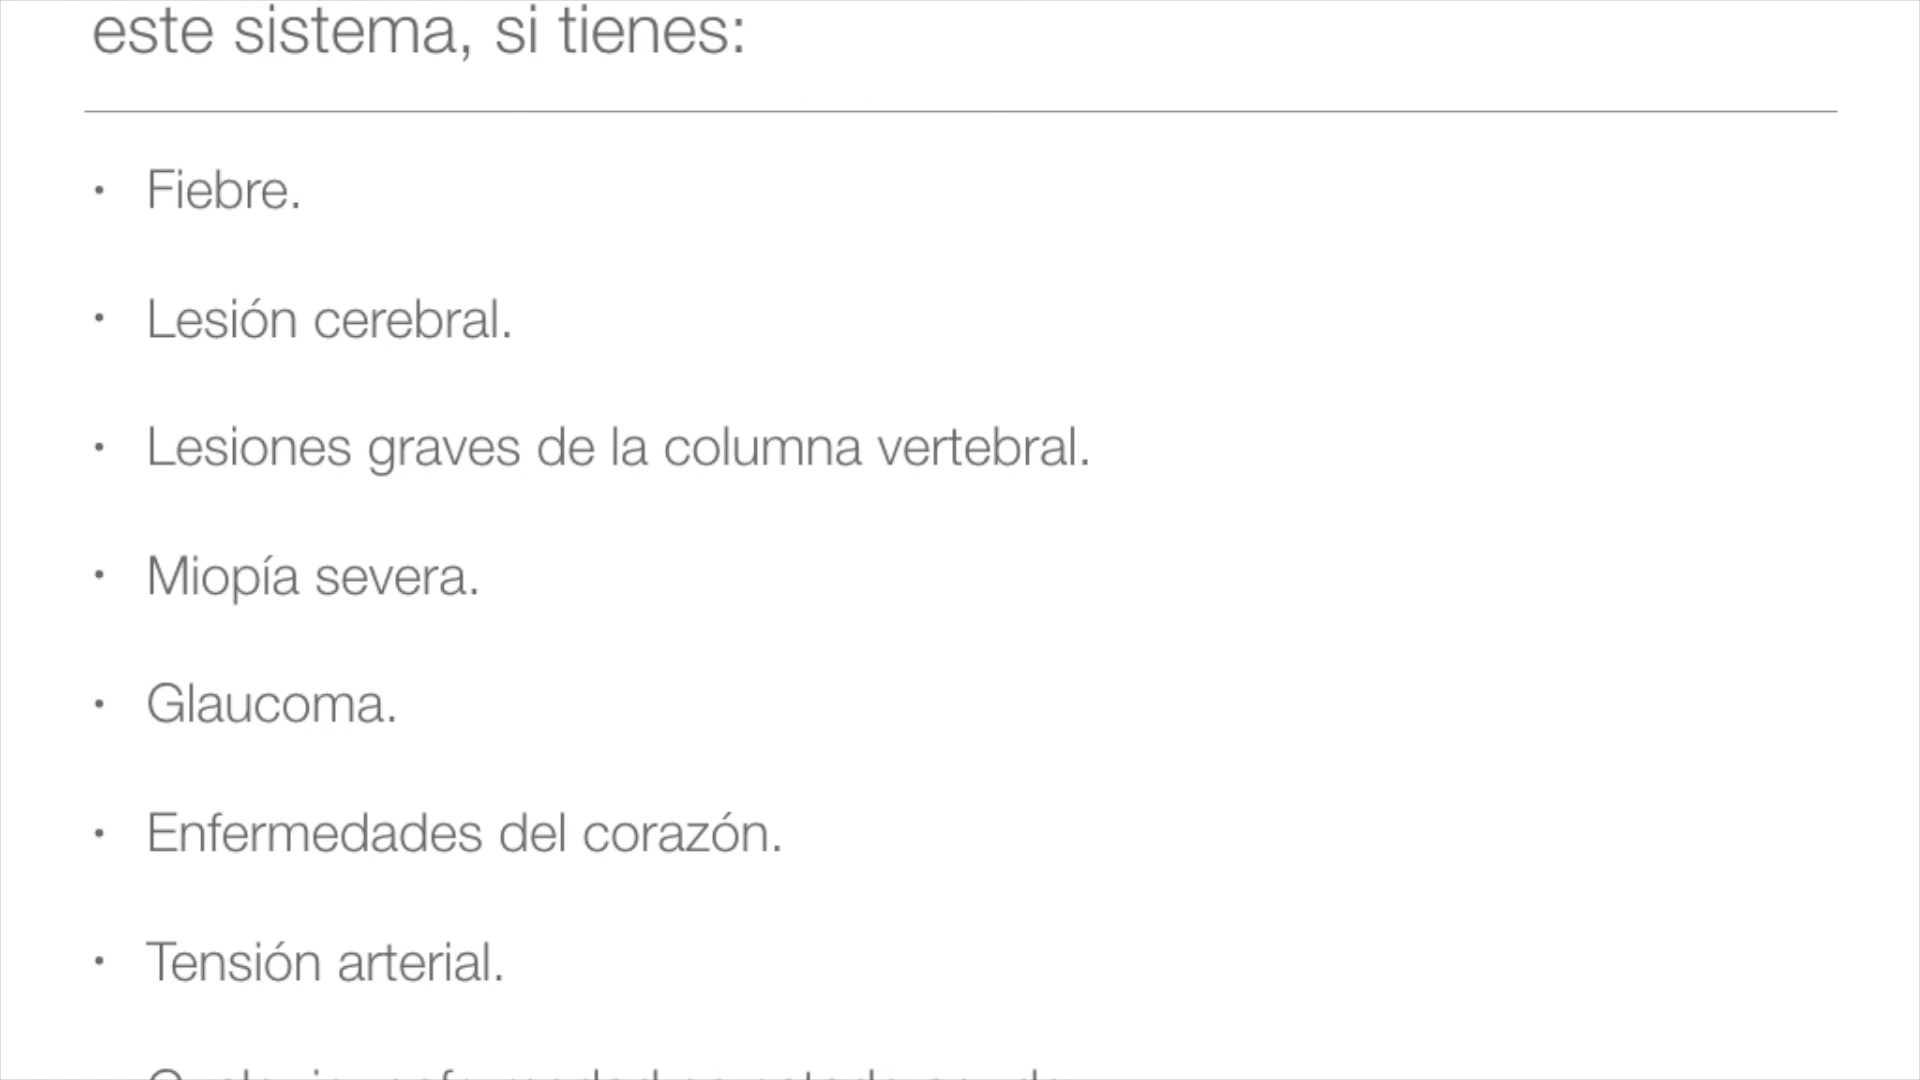 este sistema, si tienes:
• Fiebre.
• Lesión cerebral.
• Lesiones graves de la columna vertebral.
• Miopía severa.
• Glaucoma.
• Enfermedades del corazón.
• Tensión arterial.